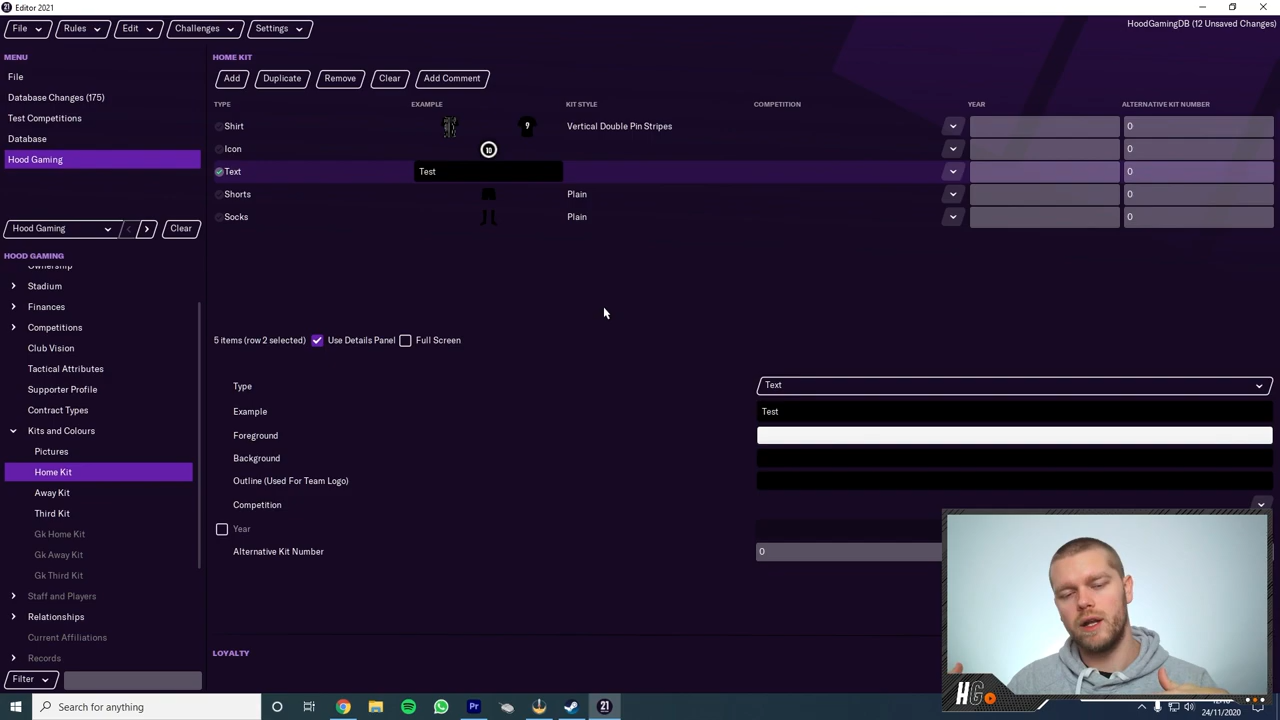 Editor 2021
File Rules Edit Challenges Settings
HoodGamingDB (12 Unsaved Changes)
MENU
File
Database Changes (175)
Test Competitions
Database
Hood Gaming
Hood Gaming Clear
HOOD GAMING
Ownership
Stadium
Finances
Competitions
Club Vision
Tactical Attributes
Supporter Profile
Contract Types
Kits and Colours
Pictures
Home Kit
Away Kit
Third Kit
Gk Home Kit
Gk Away Kit
Gk Third Kit
Staff and Players
Relationships
Current Affiliations
Records
Filter
HOME KIT
Add Duplicate Remove Clear Add Comment
TYPE EXAMPLE KIT STYLE COMPETITION YEAR ALTERNATIVE KIT NUMBER
Shirt 9 Vertical Double Pin Stripes 0
Icon 10 0
Text Test 0
Shorts Plain 0
Socks Plain 0
5 items (row 2 selected) Use Details Panel Full Screen
Type Text
Example Test
Foreground
Background
Outline (Used For Team Logo)
Competition
Year
Alternative Kit Number 0
LOYALTY
HG
Search for anything
21
24/11/2020